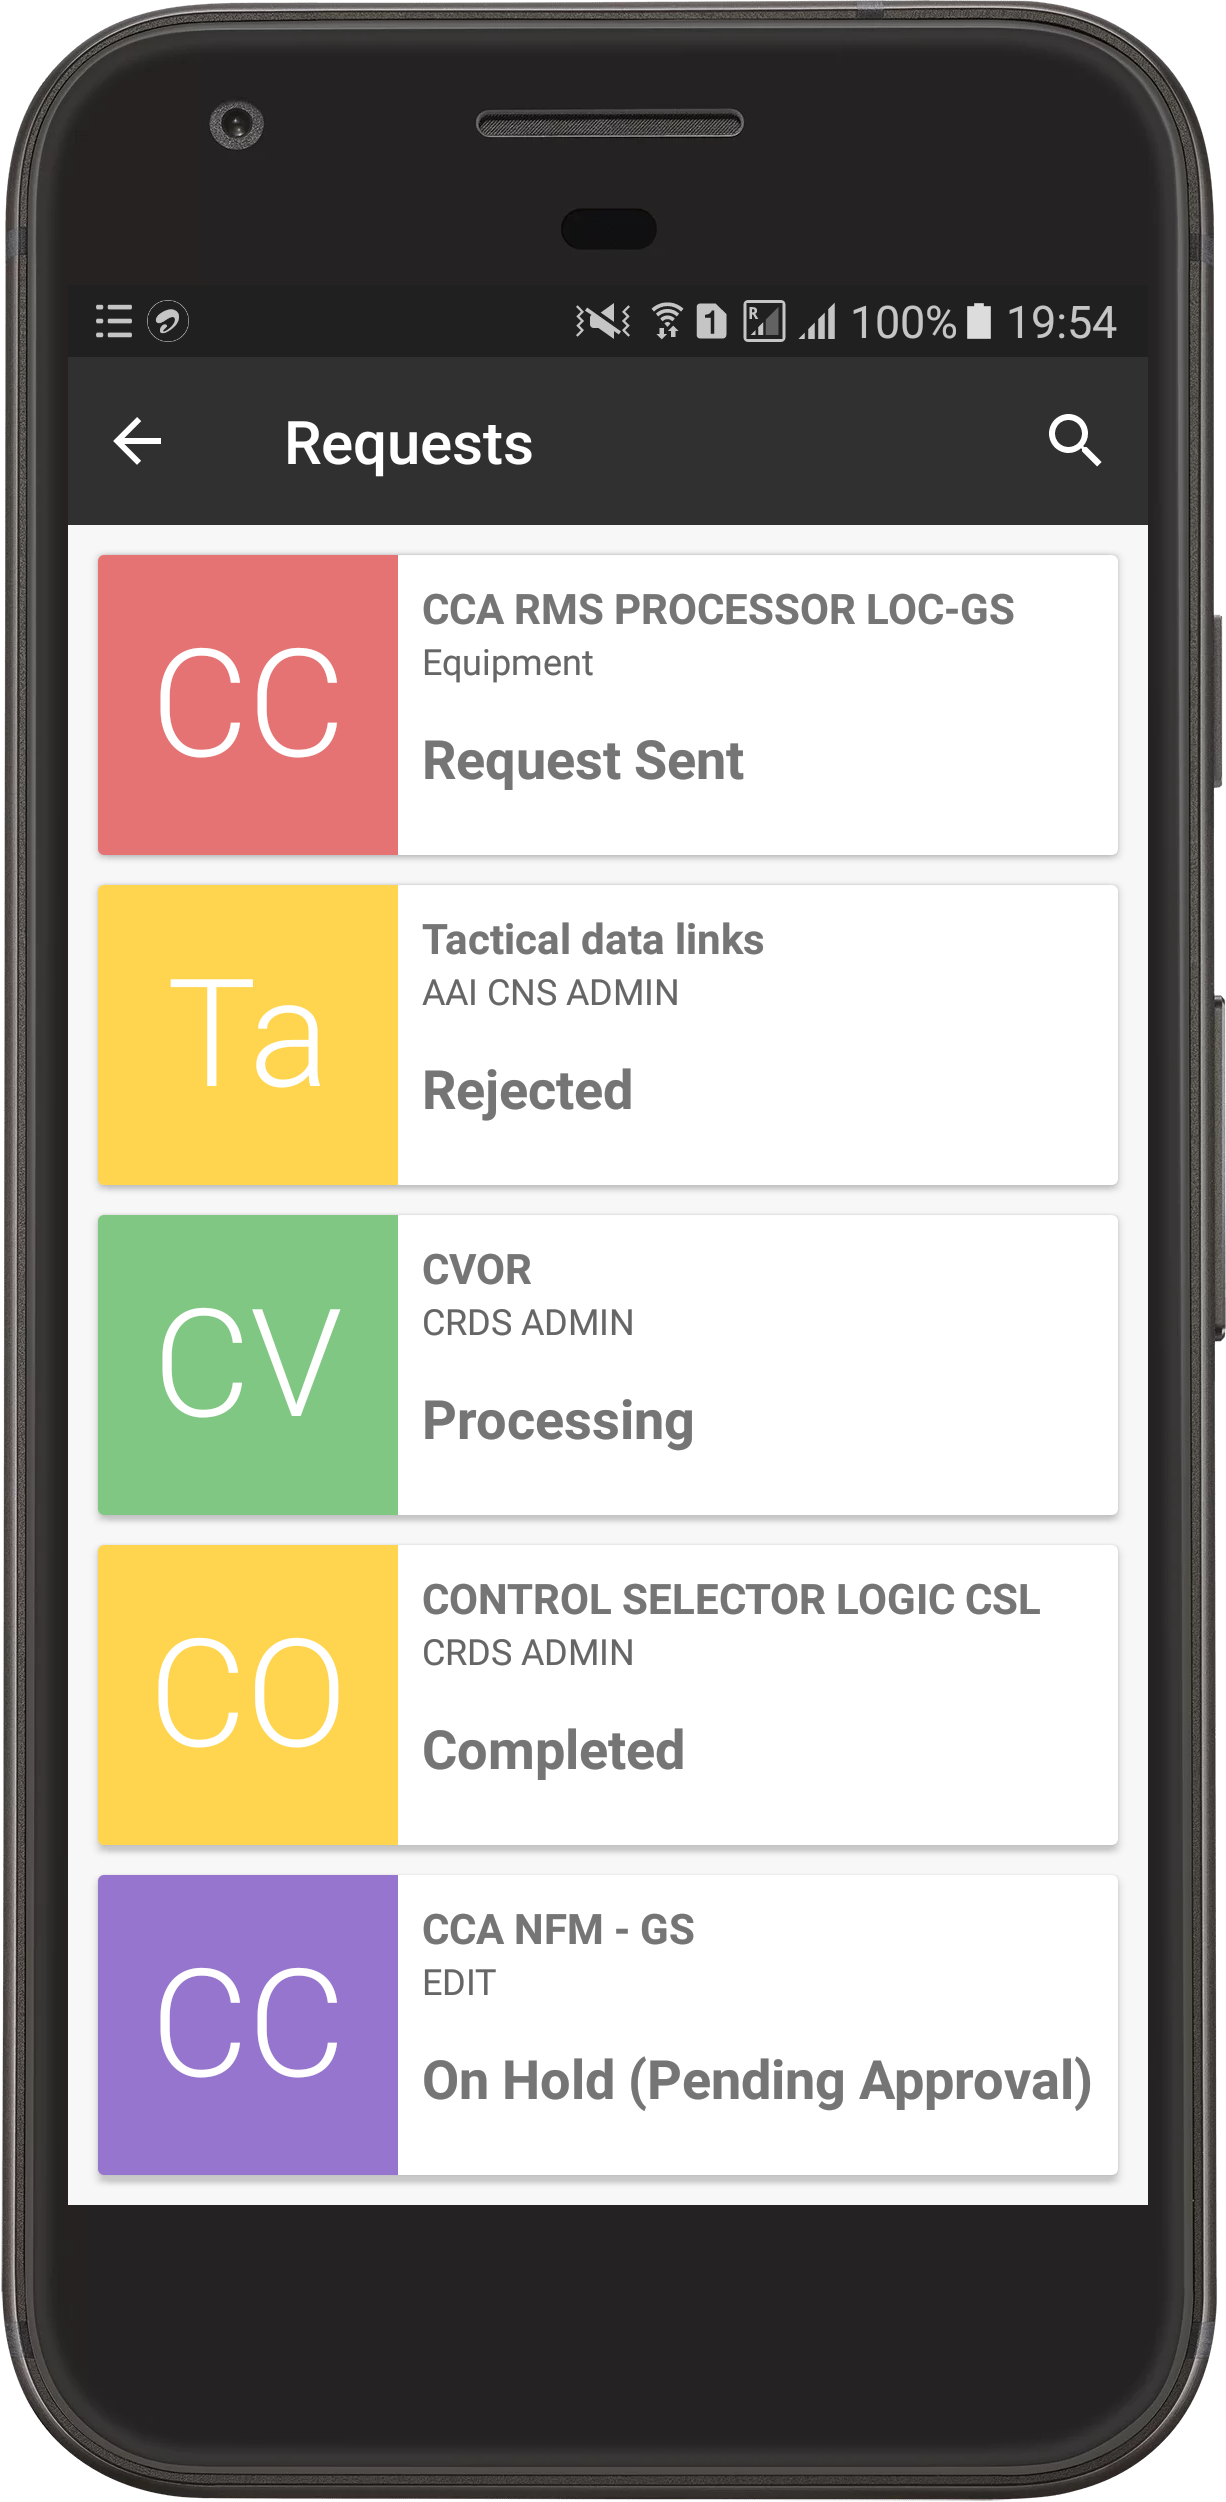 1 R 100% 19:54
Requests
CC
CCA RMS PROCESSOR LOC-GS
Equipment
Request Sent
Ta
Tactical data links
AAI CNS ADMIN
Rejected
CV
CVOR
CRDS ADMIN
Processing
CO
CONTROL SELECTOR LOGIC CSL
CRDS ADMIN
Completed
CC
CCA NFM - GS
EDIT
On Hold (Pending Approval)